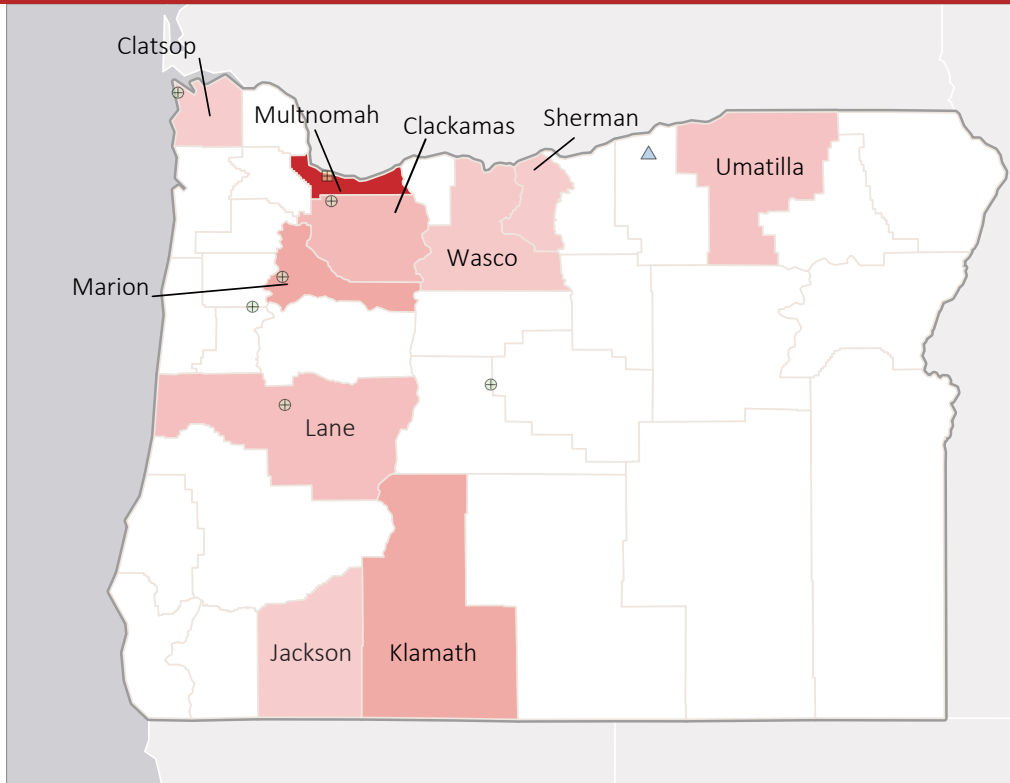 Clatsop
Multnomah
Clackamas
Sherman
Umatilla
Wasco
Marion
Lane
Jackson
Klamath